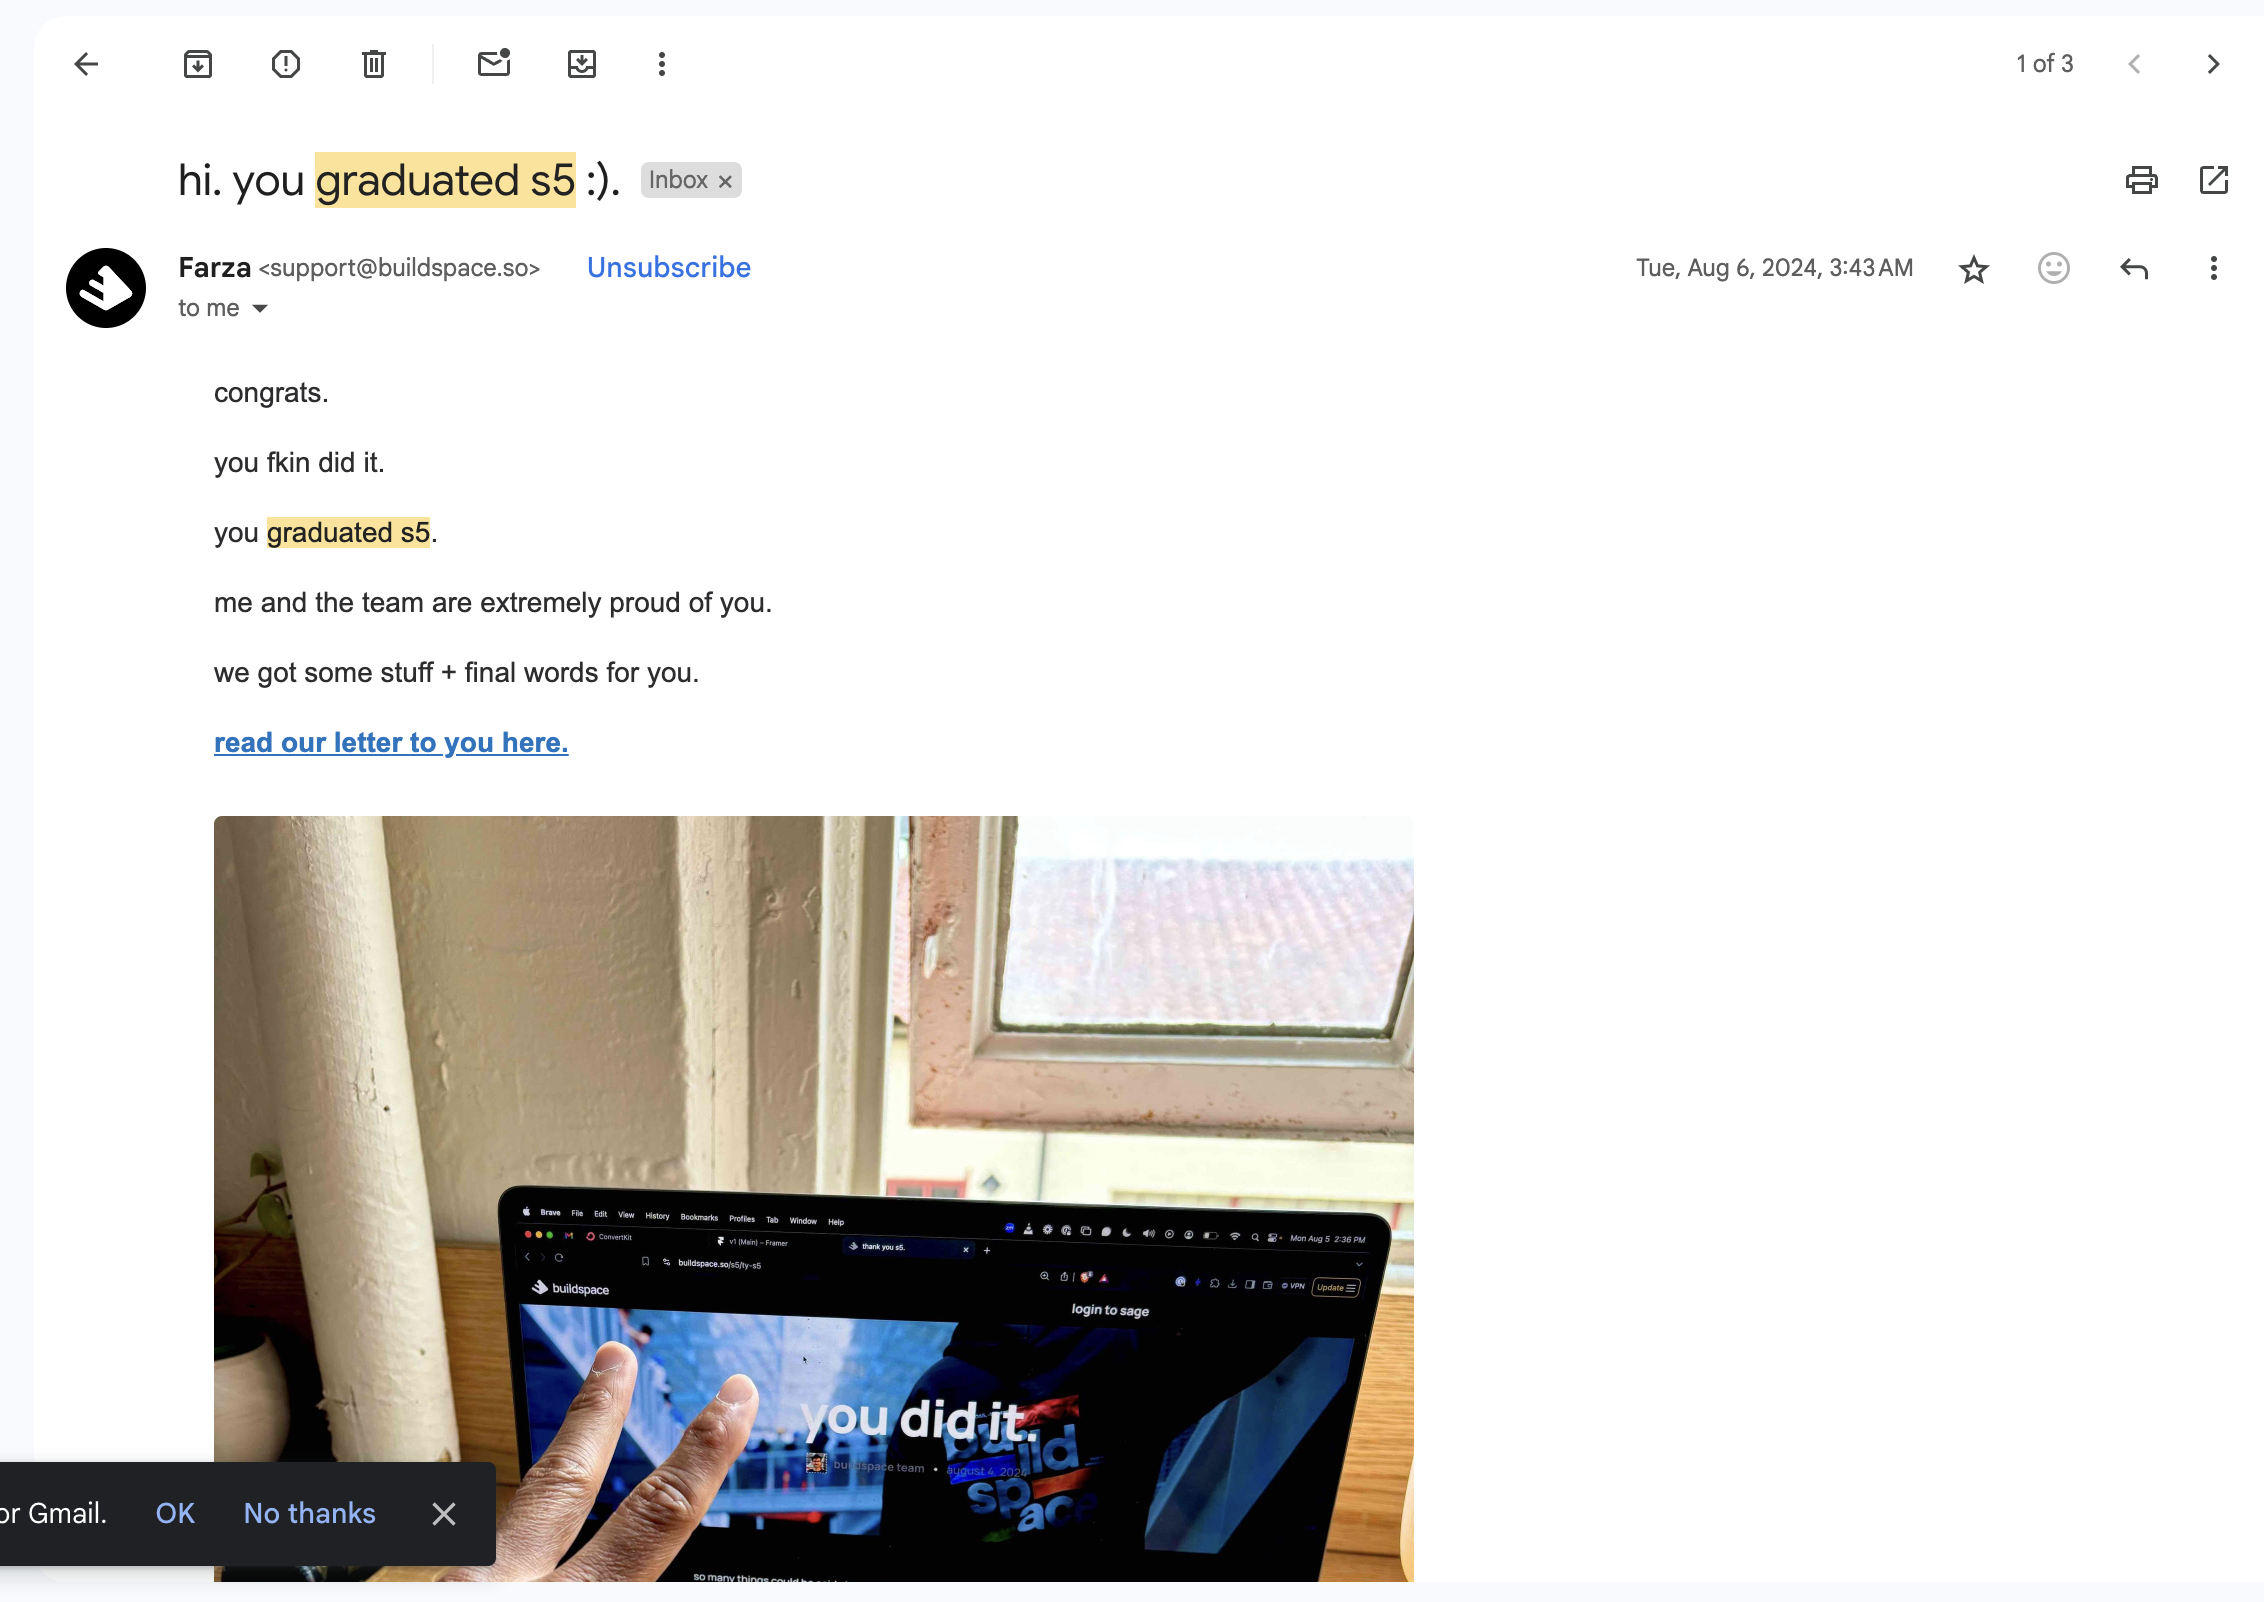 1 of 3
hi. you graduated s5 :). Inbox ×
Farza <support@buildspace.so> Unsubscribe
Tue, Aug 6, 2024, 3:43 AM
to me
congrats.
you fkin did it.
you graduated s5.
me and the team are extremely proud of you.
we got some stuff + final words for you.
read our letter to you here.
Brave File Edit View History Bookmarks Profiles Tab Window Help
Mon Aug 5 2:36 PM
ConvertKit
v1 (Main) – Framer
thank you s5.
buildspace.so/s5/ty-s5
VPN
Update
buildspace
login to sage
you did it.
buildspace team • august 4, 2024
build
space
so many things could be
or Gmail. OK No thanks